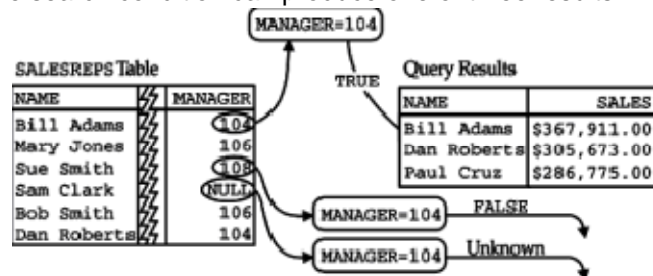 MANAGER=104
SALESREPS Table
TRUE
Query Results
NAME MANAGER
NAME SALES
Bill Adams 104
Bill Adams $367,911.00
Mary Jones 106
Dan Roberts $305,673.00
Sue Smith 108
Paul Cruz $286,775.00
Sam Clark NULL
Bob Smith 106
MANAGER=104 FALSE
Dan Roberts 104
MANAGER=104 Unknown